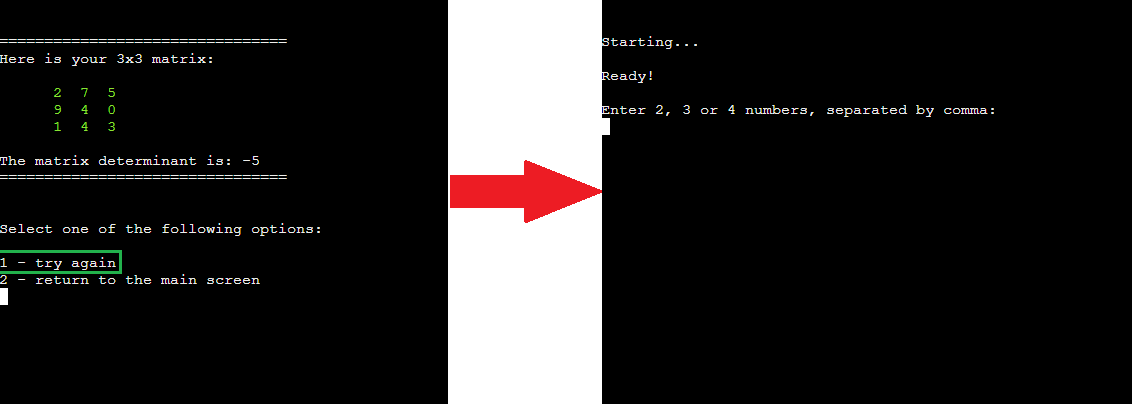 ================================
Here is your 3x3 matrix:
2 7 5
9 4 0
1 4 3
The matrix determinant is: -5
================================
Select one of the following options:
1 - try again
2 - return to the main screen
Starting...
Ready!
Enter 2, 3 or 4 numbers, separated by comma: